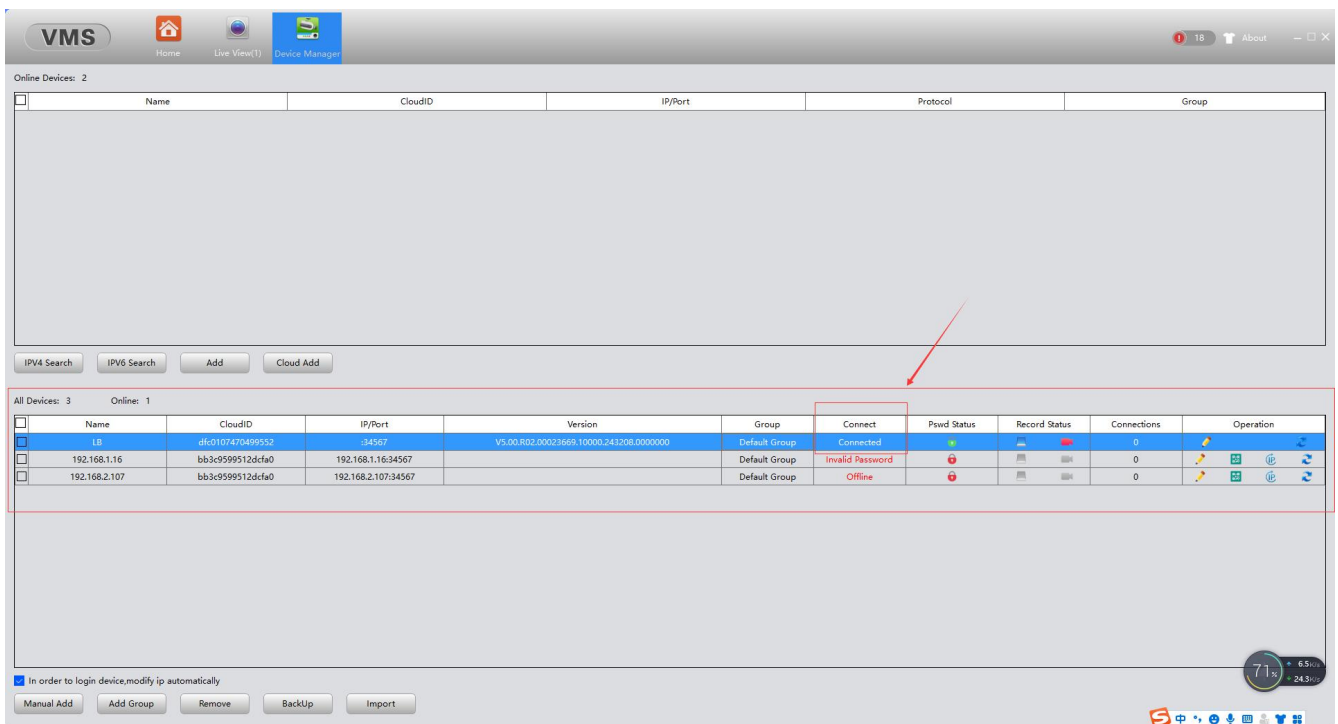 VMS
Home
Live View(1)
Device Manager
18
About
Online Devices: 2
Name CloudID IP/Port Protocol Group
IPV4 Search IPV6 Search Add Cloud Add
All Devices: 3 Online: 1
Name CloudID IP/Port Version Group Connect Pswd Status Record Status Connections Operation
LB dfc0107470499552 :34567 V5.00.R02.00023669.10000.243208.0000000 Default Group Connected 0
192.168.1.16 bb3c9599512dcfa0 192.168.1.16:34567 Default Group Invalid Password 0 IP
192.168.2.107 bb3c9599512dcfa0 192.168.2.107:34567 Default Group Offline 0 IP
71% 6.5K/s
24.3K/s
In order to login device,modify ip automatically
Manual Add Add Group Remove BackUp Import
S 中